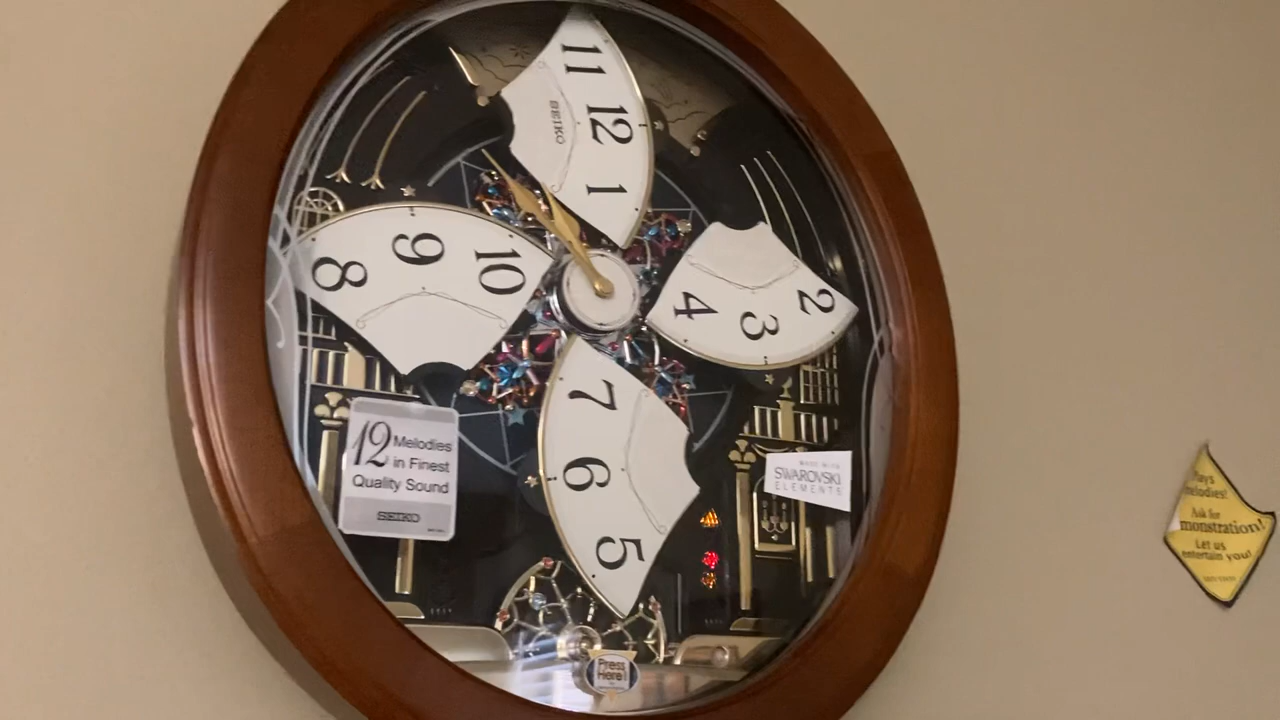 11
12
1
SEIKO
10
9
8
2
3
4
7
6
5
12 Melodies
in Finest
Quality Sound
SEIKO
MADE WITH
SWAROVSKI
ELEMENTS
Press
Here!
melodies!
Ask for
monstration!
Let us
entertain you!